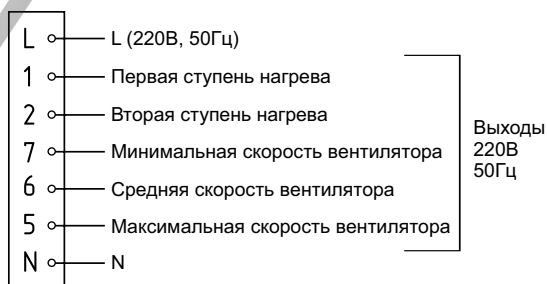 L L (220В, 50Гц)
1 Первая ступень нагрева
2 Вторая ступень нагрева
7 Минимальная скорость вентилятора
6 Средняя скорость вентилятора
5 Максимальная скорость вентилятора
N N
Выходы
220В
50Гц